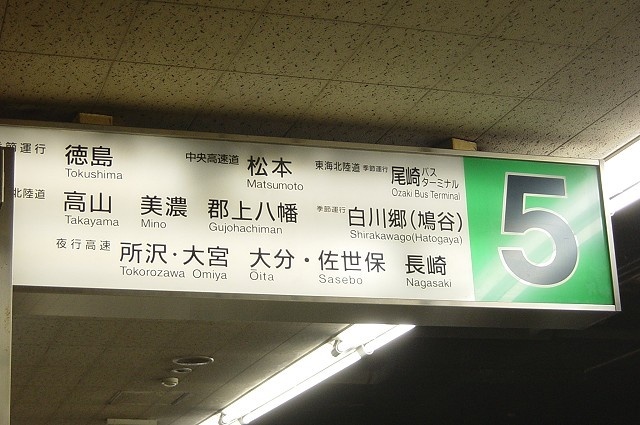 節運行 徳島 中央高速道 松本 東海北陸道 季節運行 尾崎バスターミナル
Tokushima Matsumoto Ozaki Bus Terminal
北陸道 高山 美濃 郡上八幡 季節運行 白川郷(鳩谷)
Takayama Mino Gujohachiman Shirakawago(Hatogaya)
夜行高速 所沢・大宮 大分・佐世保 長崎
Tokorozawa Omiya Ōita Sasebo Nagasaki
5